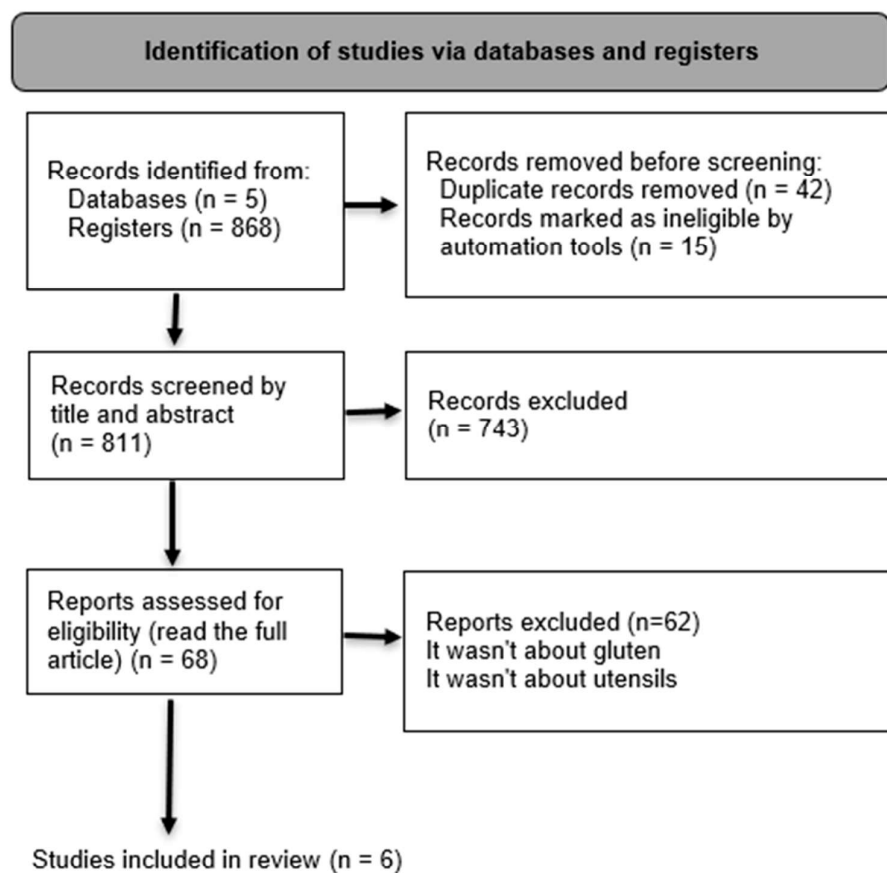 Identification of studies via databases and registers
Records identified from:
Databases (n = 5)
Registers (n = 868)
Records removed before screening:
Duplicate records removed (n = 42)
Records marked as ineligible by
automation tools (n = 15)
Records screened by
title and abstract
(n = 811)
Records excluded
(n = 743)
Reports assessed for
eligibility (read the full
article) (n = 68)
Reports excluded (n=62)
It wasn't about gluten
It wasn't about utensils
Studies included in review (n = 6)